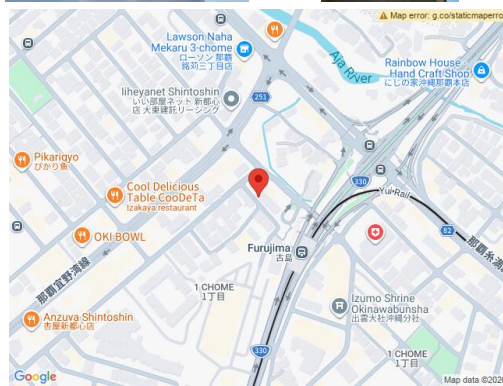 Map error: g.co/staticmaperro
Lawson Naha
Mekaru 3-chome
ローソン 那覇
銘苅三丁目店
Aja River
Rainbow House -
Hand Craft Shop
にじの家沖縄那覇本店
Iiheyanet Shintoshin
いい部屋ネット 新都心
店 大東建託リーシング
251
Pikarigyo
ぴかり魚
Cool Delicious
Table CooDeTa
Izakaya restaurant
330
Yui Rail
OKI BOWL
82
那覇糸満
Furujima
古島
那覇宜野湾線
1 CHOME
1丁目
Izumo Shrine
Okinawabunsha
出雲大社沖縄分社
Anzuya Shintoshin
杏屋新都心店
330
1 CHOME
1丁目
Google
Map data ©202